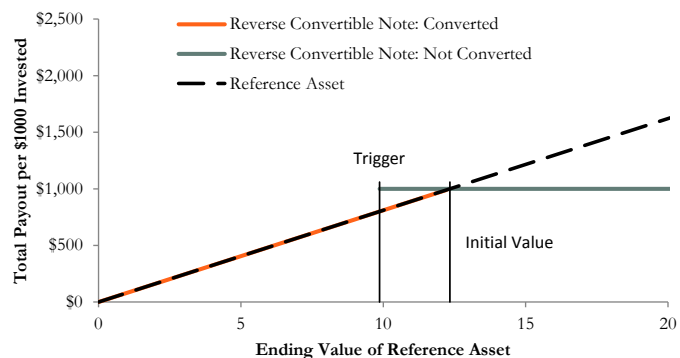 $2,500
$2,000
$1,500
$1,000
$500
$0
Total Payout per $1000 Invested
Reverse Convertible Note: Converted
Reverse Convertible Note: Not Converted
Reference Asset
Trigger
Initial Value
0 5 10 15 20
Ending Value of Reference Asset